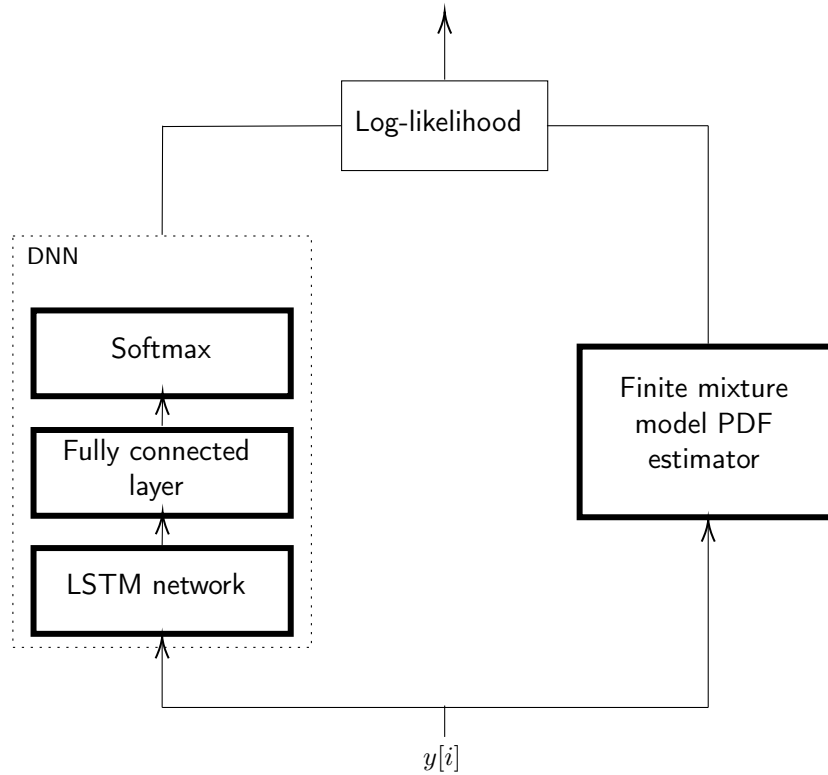 Log-likelihood
DNN
Softmax
Finite mixture
model PDF
estimator
Fully connected
layer
LSTM network
y[i]